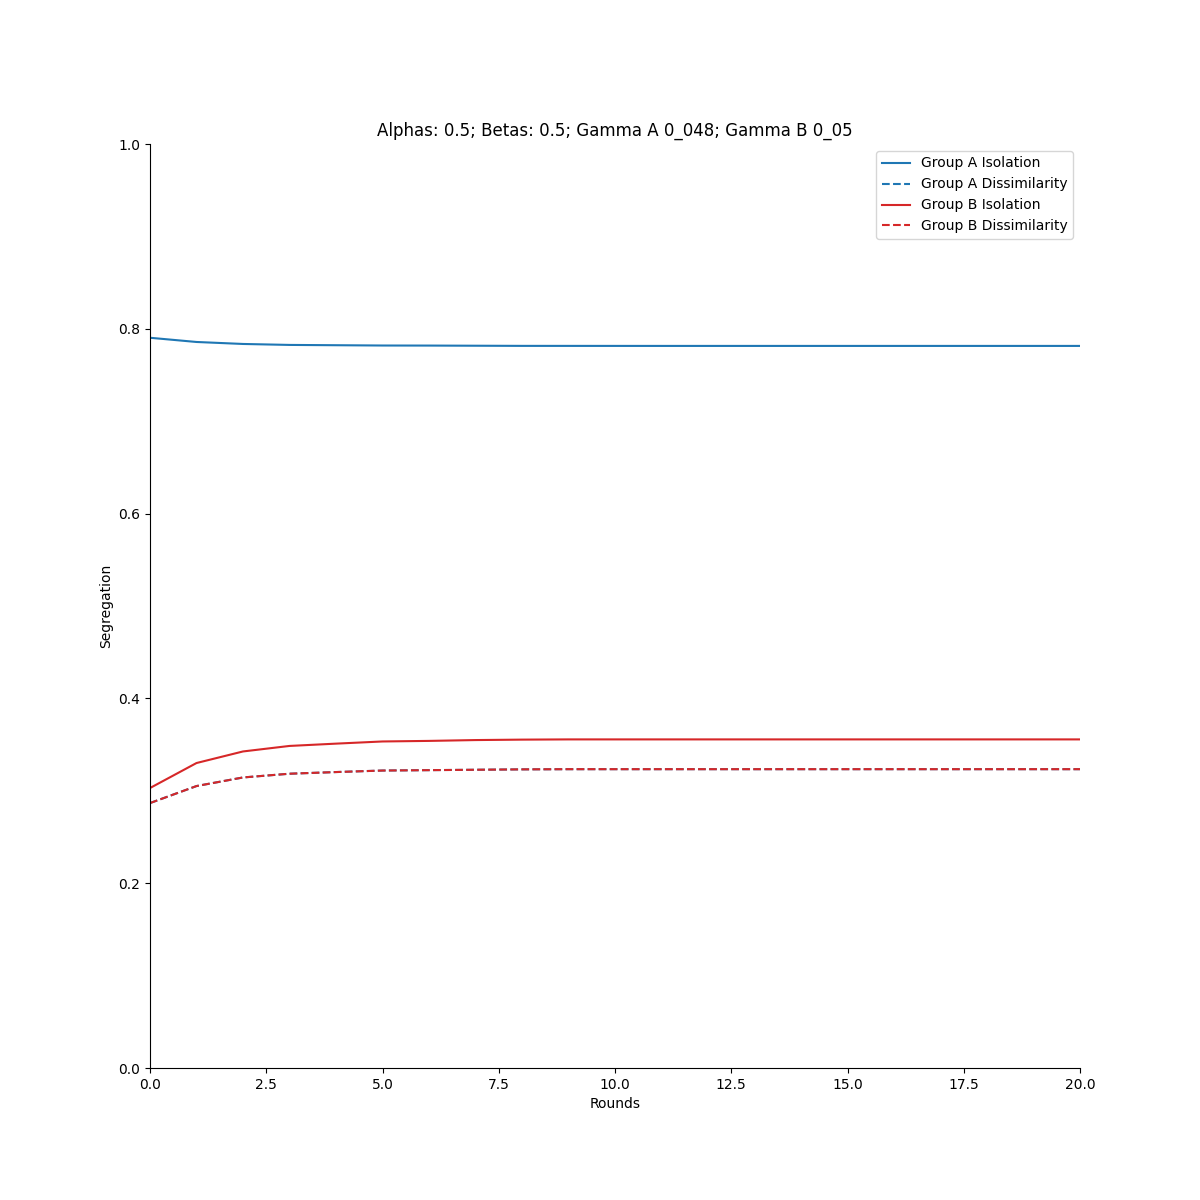 Alphas: 0.5; Betas: 0.5; Gamma A 0_048; Gamma B 0_05
Group A Isolation
Group A Dissimilarity
Group B Isolation
Group B Dissimilarity
1.0
0.8
0.6
0.4
0.2
0.0
Segregation
0.0 2.5 5.0 7.5 10.0 12.5 15.0 17.5 20.0
Rounds